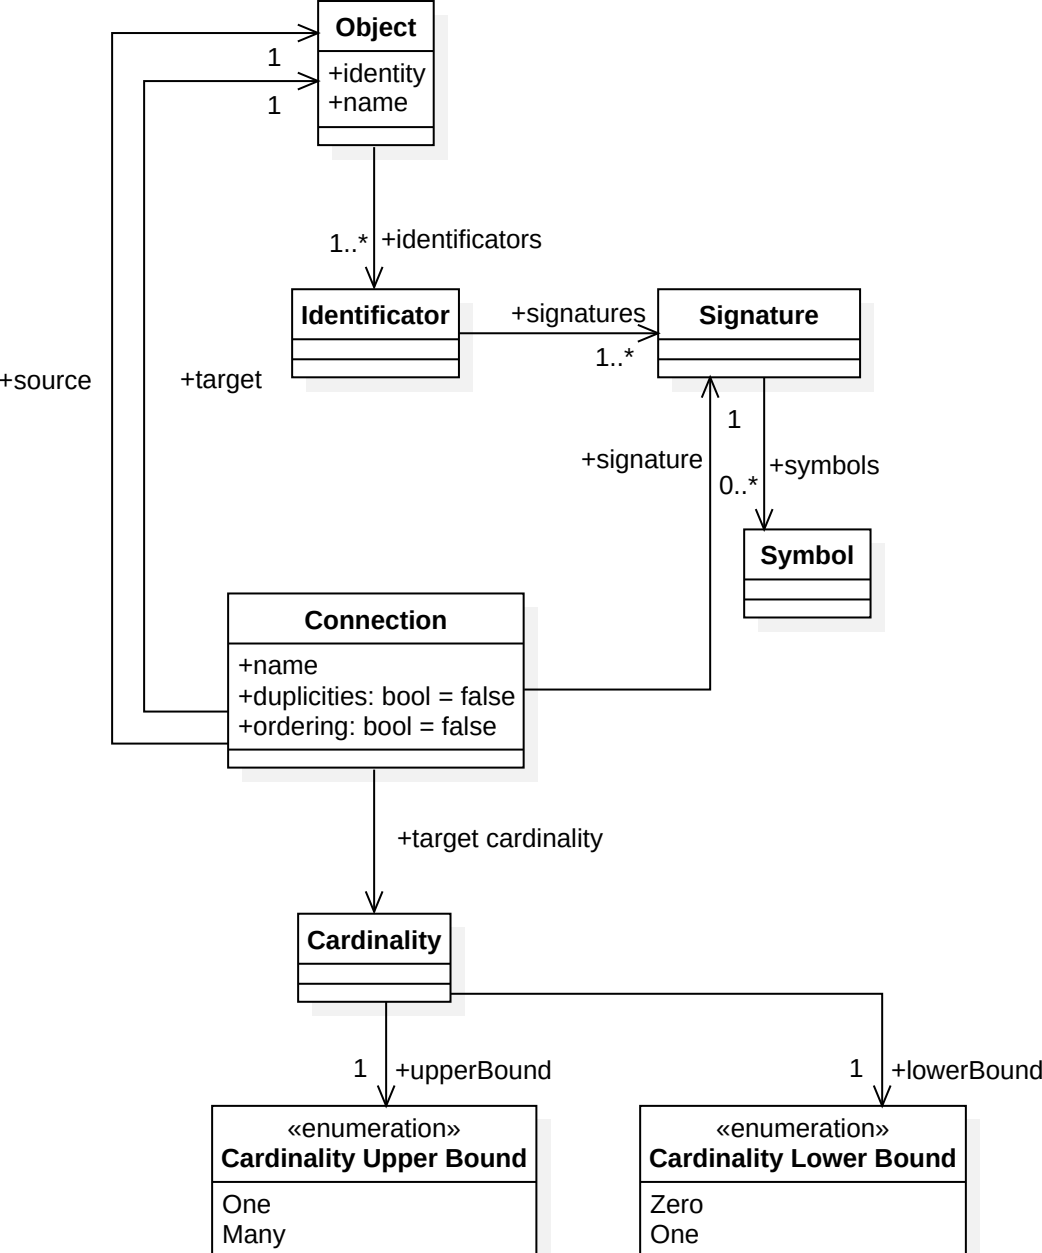 Object
1
+identity
1
+name
1..*
+identificators
Identificator
+signatures
1..*
Signature
+source
+target
1
+signature
+symbols
0..*
Symbol
Connection
+name
+duplicities: bool = false
+ordering: bool = false
+target cardinality
Cardinality
1
+upperBound
1
+lowerBound
«enumeration»
Cardinality Upper Bound
One
Many
«enumeration»
Cardinality Lower Bound
Zero
One